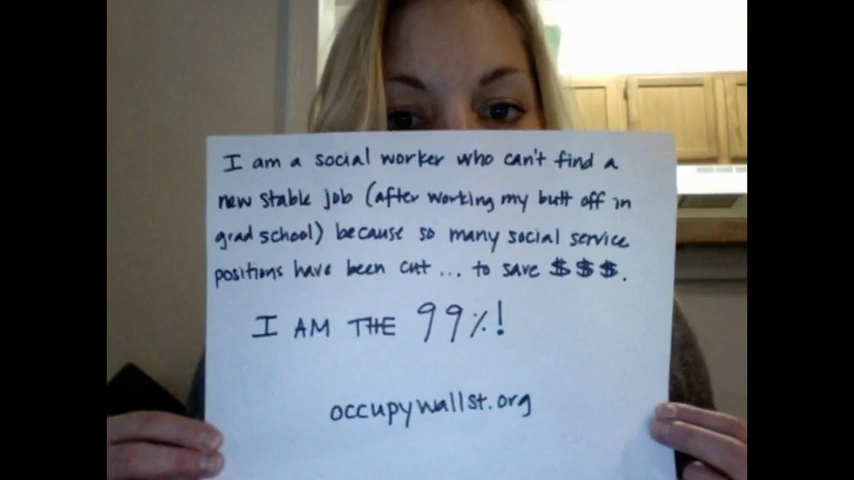 I am a social worker who can't find a
new stable job (after working my butt off in
grad school) because so many social service
positions have been cut... to save $$$.
I AM THE 99%!
occupywallst.org